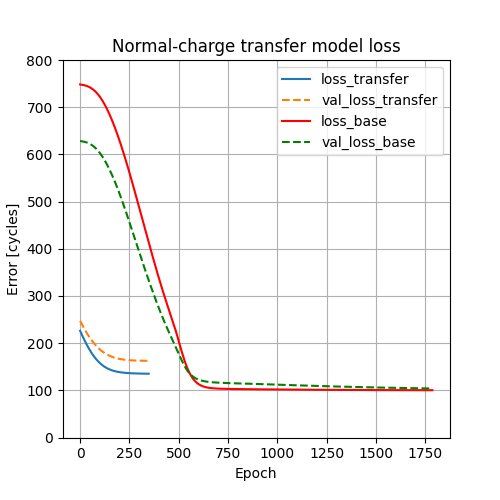 Normal-charge transfer model loss
loss_transfer
val_loss_transfer
loss_base
val_loss_base
Error [cycles]
800
700
600
500
400
300
200
100
0
0 250 500 750 1000 1250 1500 1750
Epoch